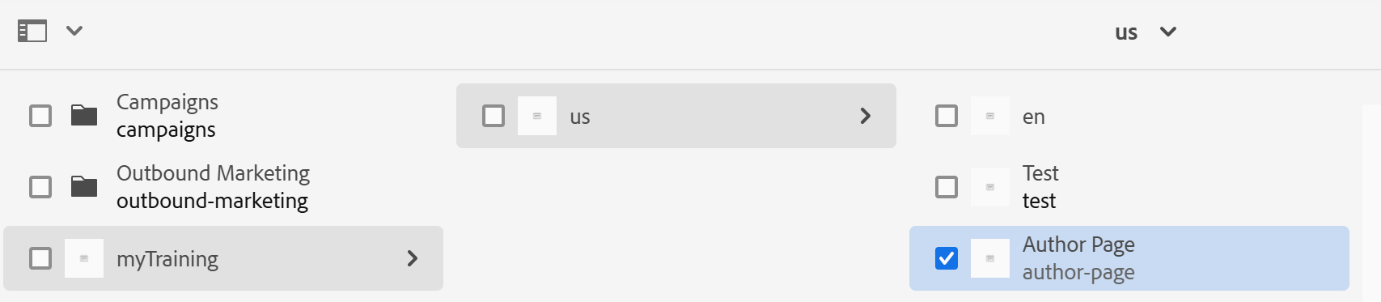 us
Campaigns
campaigns
Outbound Marketing
outbound-marketing
myTraining
us
en
Test
test
Author Page
author-page